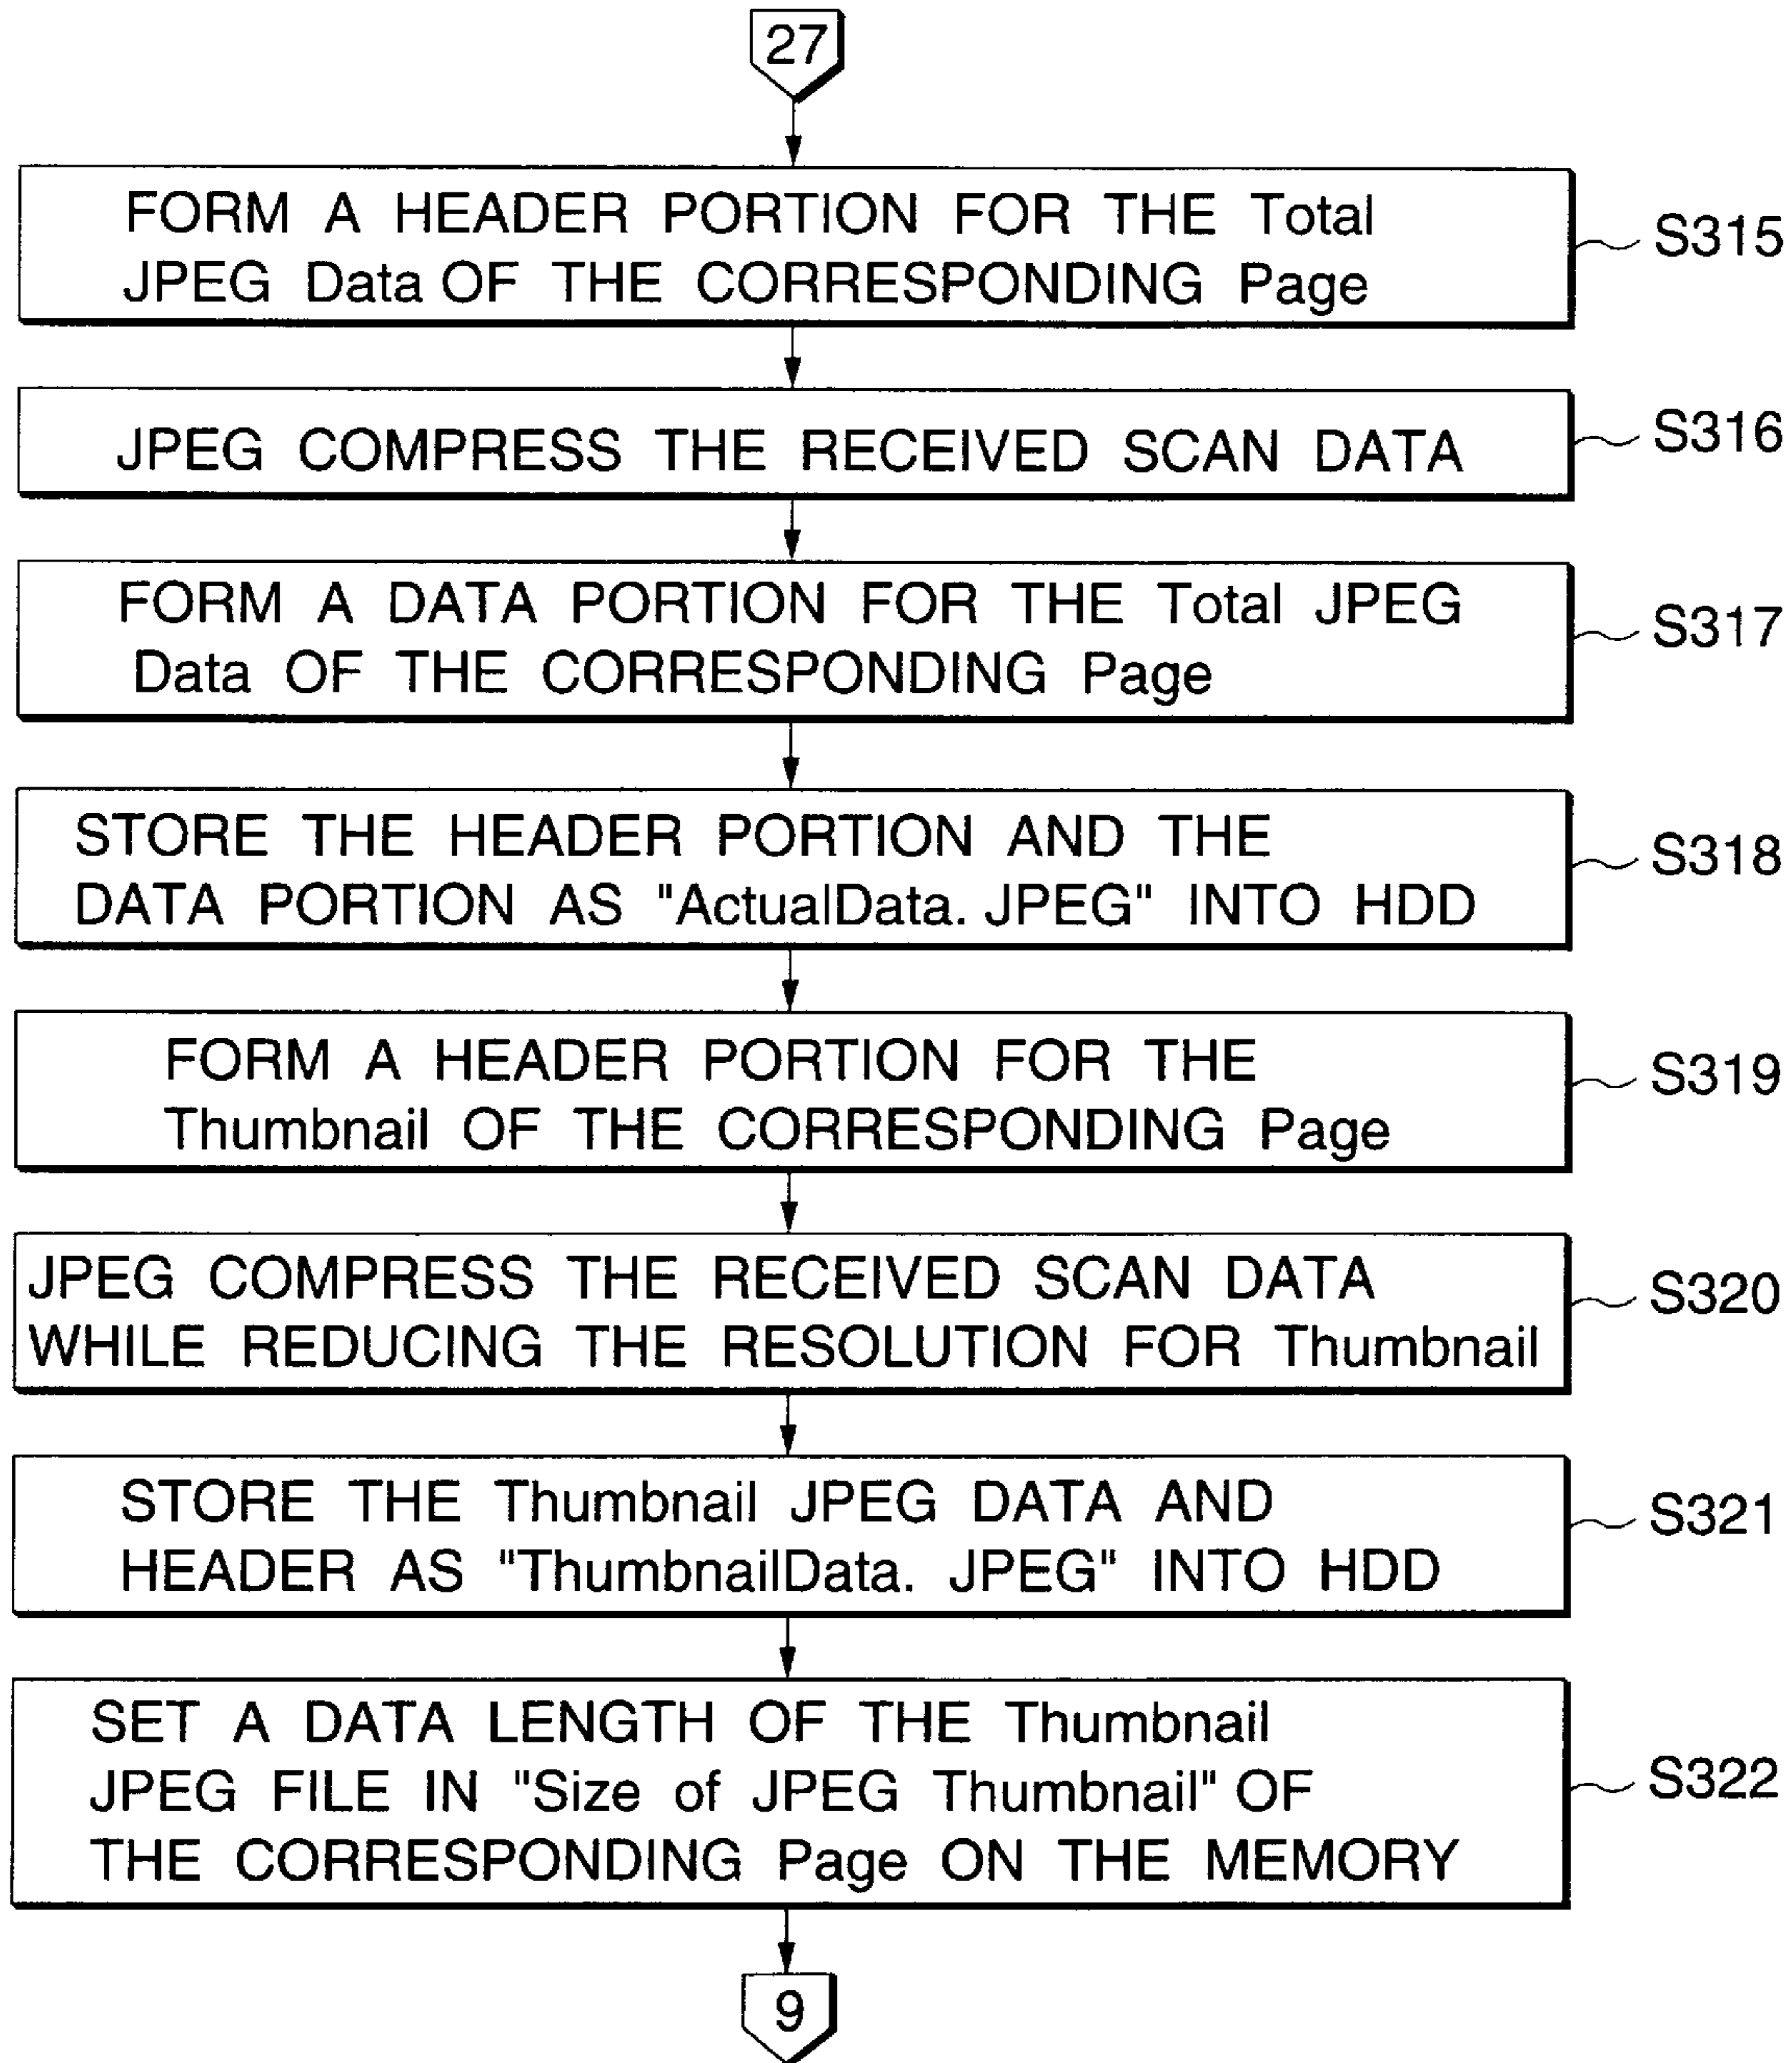 27
FORM A HEADER PORTION FOR THE Total
JPEG Data OF THE CORRESPONDING Page
S315
JPEG COMPRESS THE RECEIVED SCAN DATA
S316
FORM A DATA PORTION FOR THE Total JPEG
Data OF THE CORRESPONDING Page
S317
STORE THE HEADER PORTION AND THE
DATA PORTION AS "ActualData. JPEG" INTO HDD
S318
FORM A HEADER PORTION FOR THE
Thumbnail OF THE CORRESPONDING Page
S319
JPEG COMPRESS THE RECEIVED SCAN DATA
WHILE REDUCING THE RESOLUTION FOR Thumbnail
S320
STORE THE Thumbnail JPEG DATA AND
HEADER AS "ThumbnailData. JPEG" INTO HDD
S321
SET A DATA LENGTH OF THE Thumbnail
JPEG FILE IN "Size of JPEG Thumbnail" OF
THE CORRESPONDING Page ON THE MEMORY
S322
9